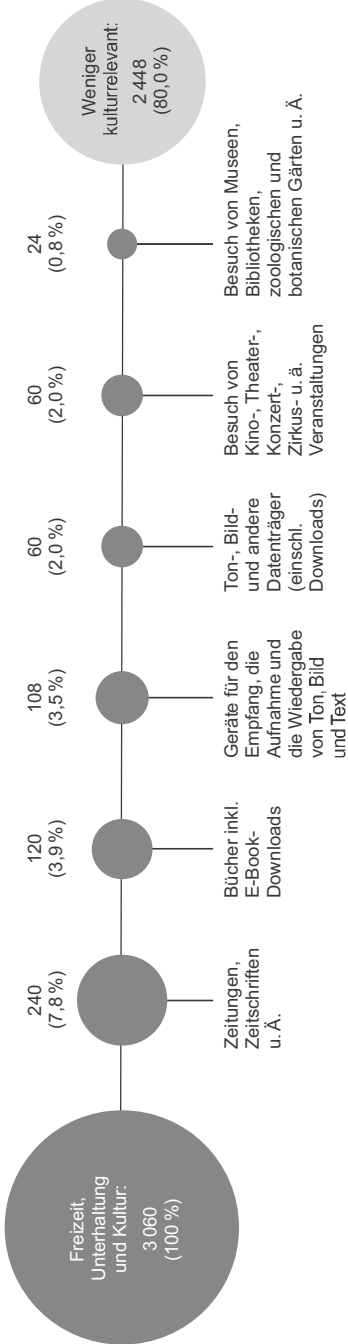 Freizeit,
Unterhaltung
und Kultur:
3 060
(100 %)
240
(7,8 %)
Zeitungen,
Zeitschriften
u. Ä.
120
(3,9 %)
Bücher inkl.
E-Book-
Downloads
108
(3,5 %)
Geräte für den
Empfang, die
Aufnahme und
die Wiedergabe
von Ton, Bild
und Text
60
(2,0 %)
Ton-, Bild-
und andere
Datenträger
(einschl.
Downloads)
60
(2,0 %)
Besuch von
Kino-, Theater-,
Konzert-,
Zirkus- u. ä.
Veranstaltungen
24
(0,8 %)
Besuch von Museen,
Bibliotheken,
zoologischen und
botanischen Gärten u. Ä.
Weniger
kulturrelevant:
2 448
(80,0 %)